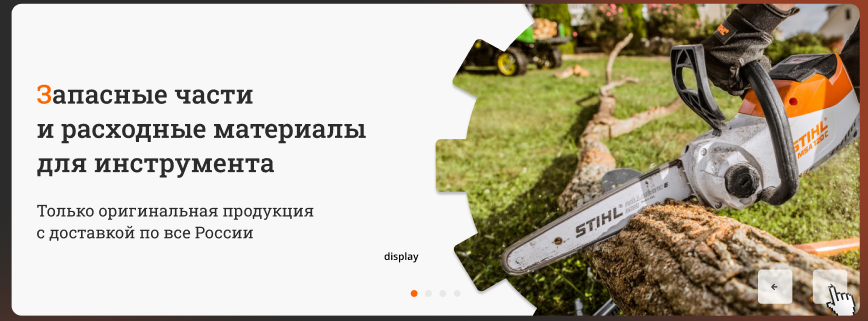 Запасные части
и расходные материалы
для инструмента
Только оригинальная продукция
с доставкой по все России
display
STIHL
STIHL